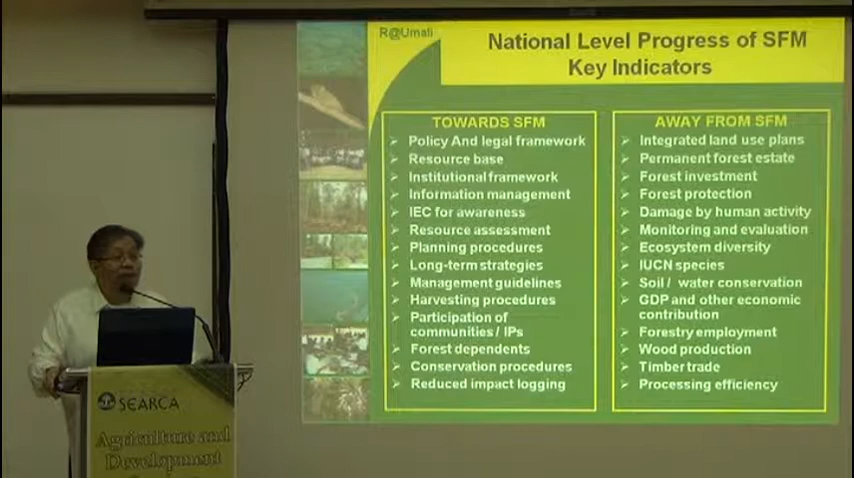 R@Umali
National Level Progress of SFM
Key Indicators
TOWARDS SFM
Policy And legal framework
Resource base
Institutional framework
Information management
IEC for awareness
Resource assessment
Planning procedures
Long-term strategies
Management guidelines
Harvesting procedures
Participation of
communities / IPs
Forest dependents
Conservation procedures
Reduced impact logging
AWAY FROM SFM
Integrated land use plans
Permanent forest estate
Forest investment
Forest protection
Damage by human activity
Monitoring and evaluation
Ecosystem diversity
IUCN species
Soil / water conservation
GDP and other economic
contribution
Forestry employment
Wood production
Timber trade
Processing efficiency
SEARCA
Agriculture and
Development